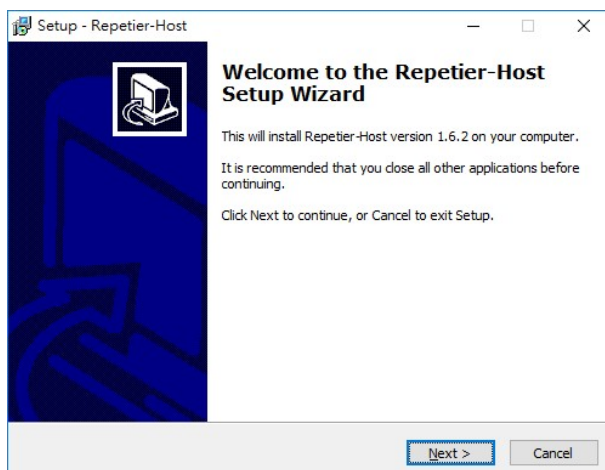 Setup - Repetier-Host
Welcome to the Repetier-Host
Setup Wizard
This will install Repetier-Host version 1.6.2 on your computer.
It is recommended that you close all other applications before
continuing.
Click Next to continue, or Cancel to exit Setup.
Next >
Cancel